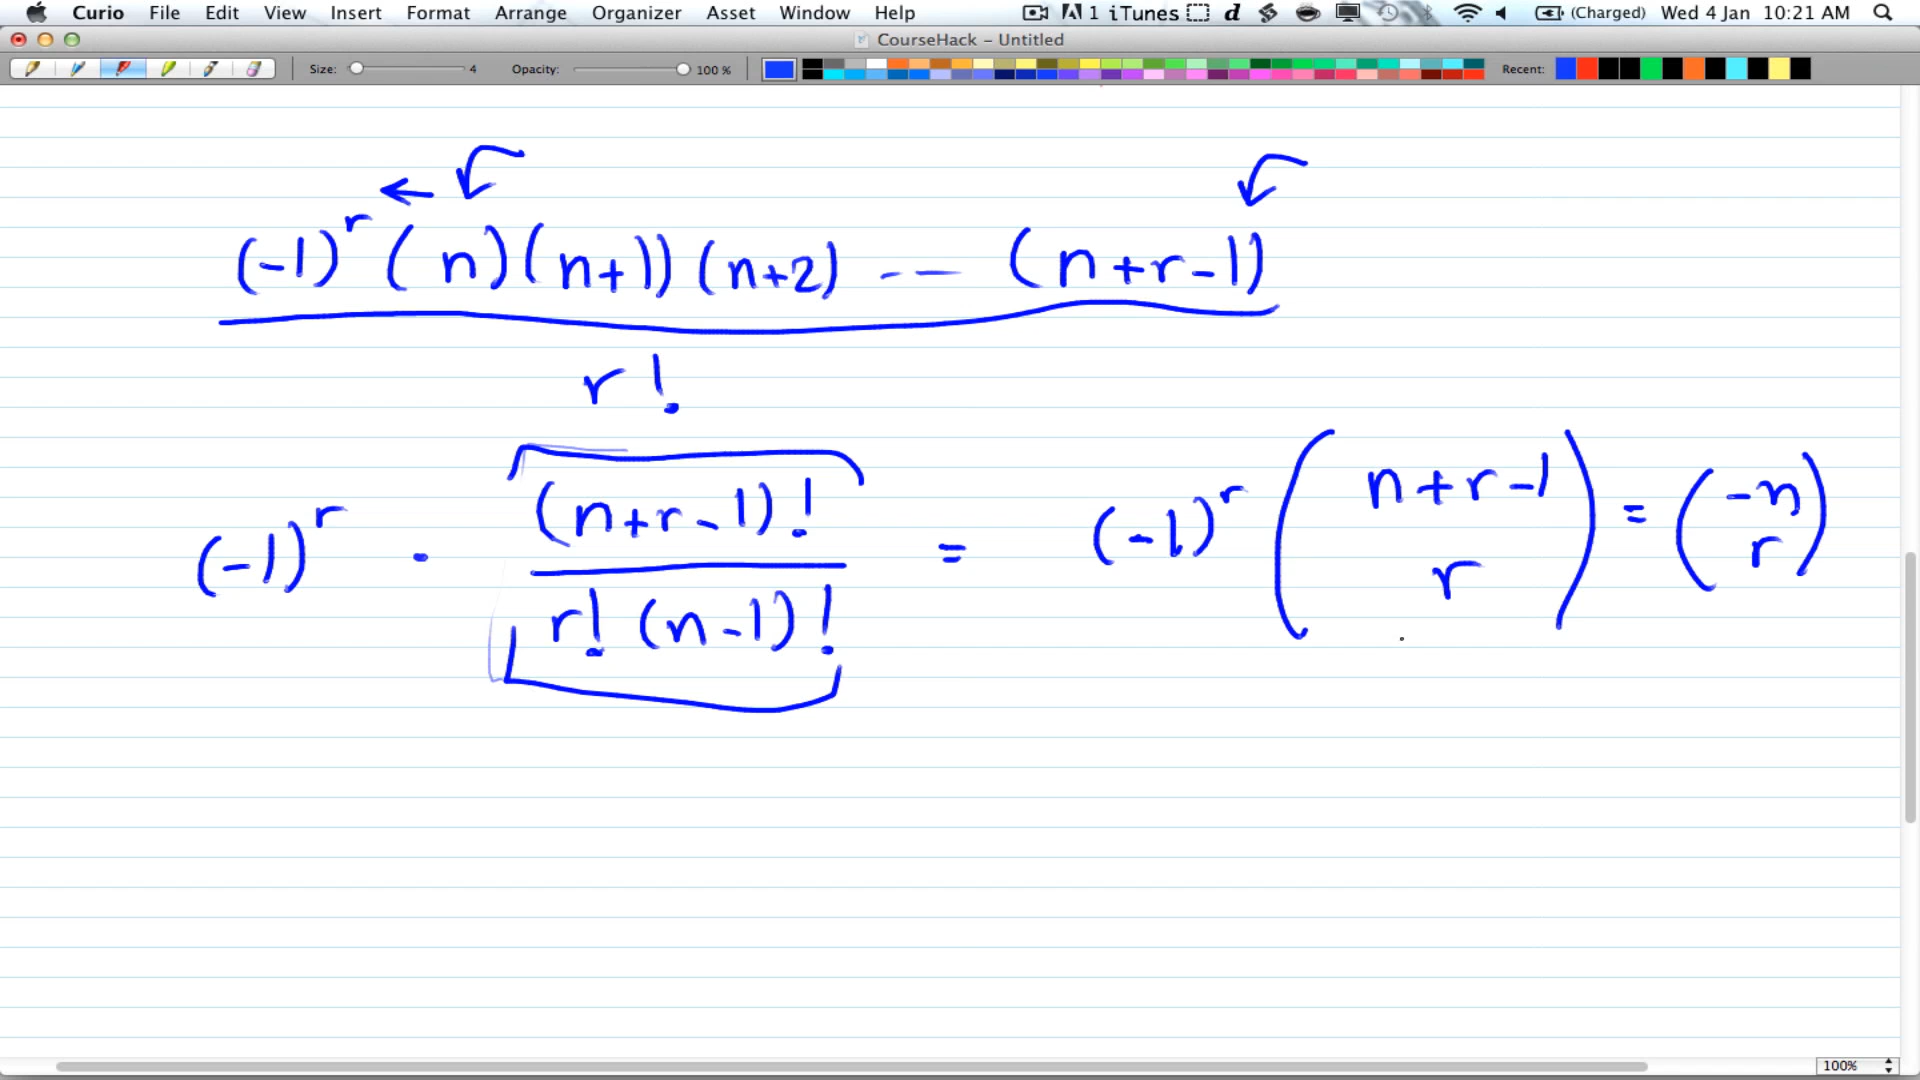 Curio File Edit View Insert Format Arrange Organizer Asset Window Help 1 iTunes d (Charged) Wed 4 Jan 10:21 AM
CourseHack – Untitled
Size: 4 Opacity: 100 % Recent:
(-1)^r (n)(n+1))(n+2) --- (n+r-1)
r!
(-1)^r · (n+r-1)! / r! (n-1)! = (-1)^r (n+r-1 r) = (-n r)
100%